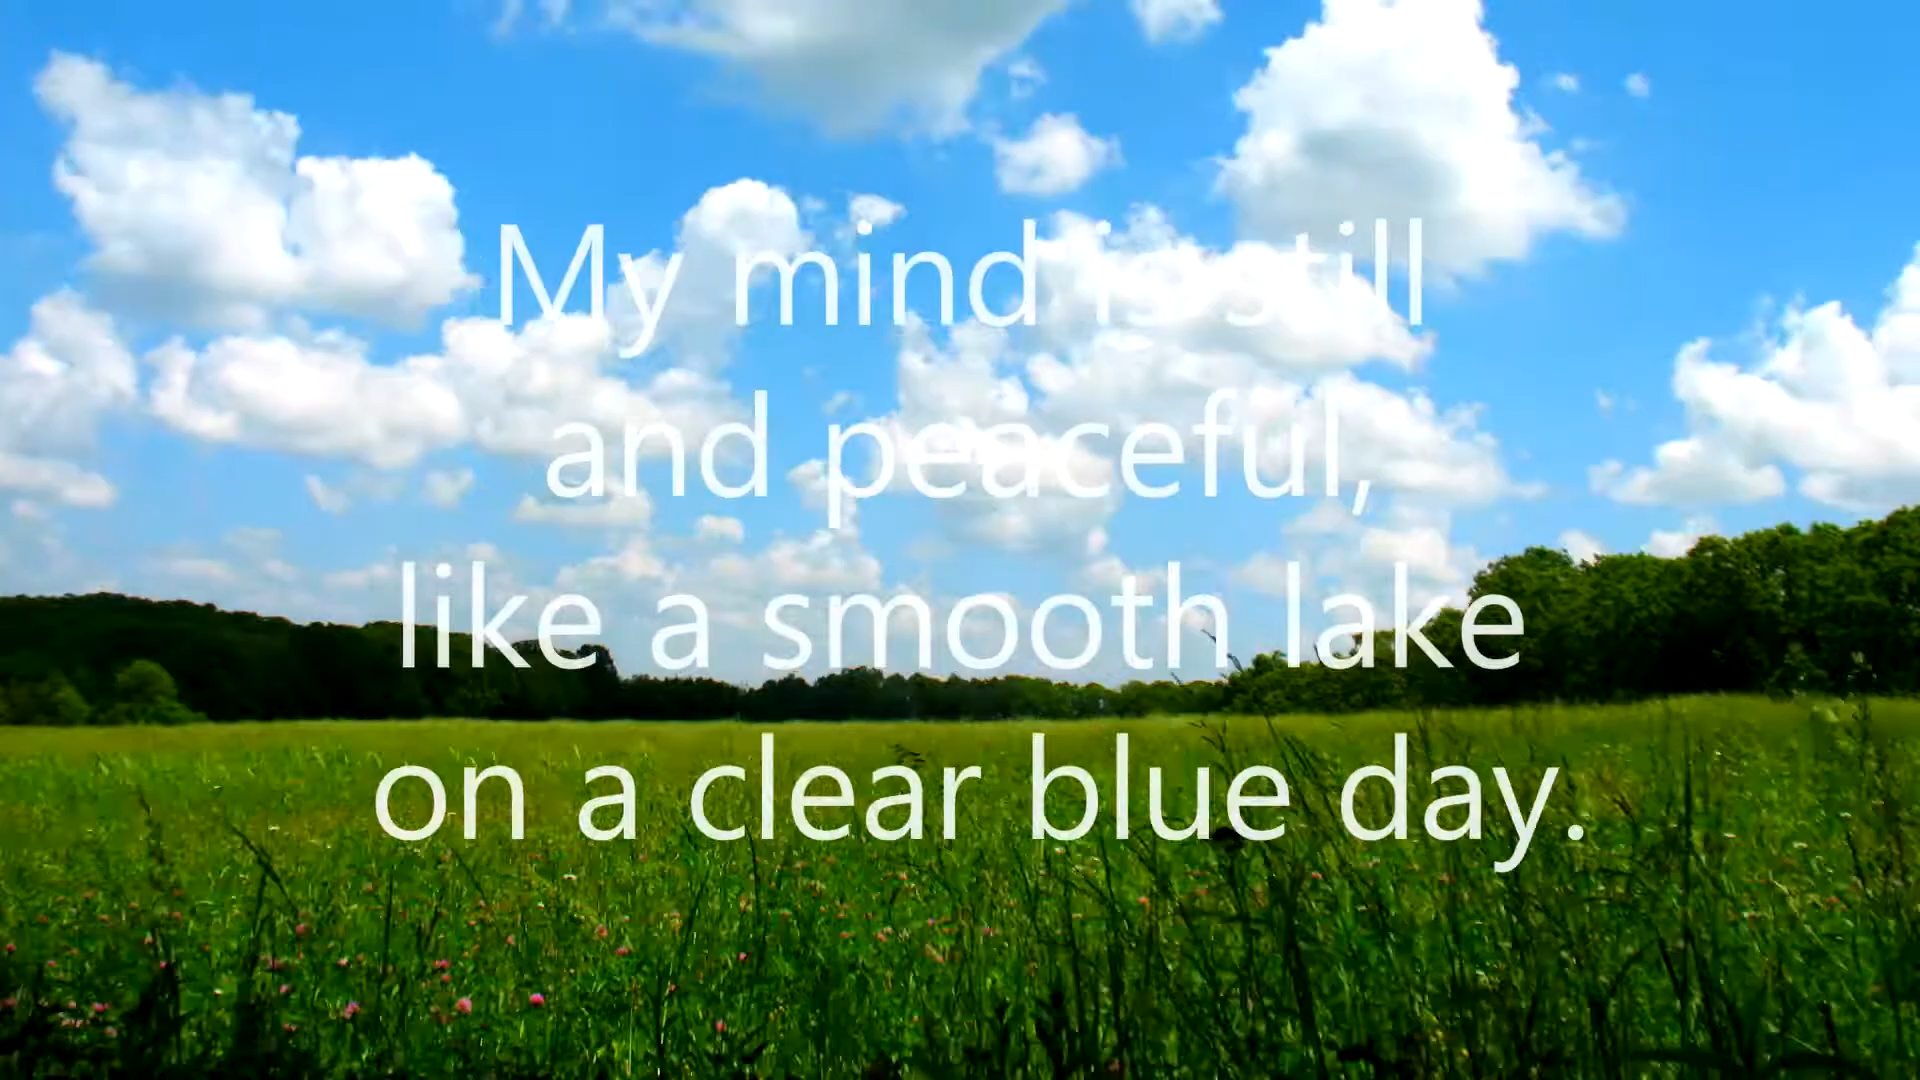 My mind is still
and peaceful,
like a smooth lake
on a clear blue day.